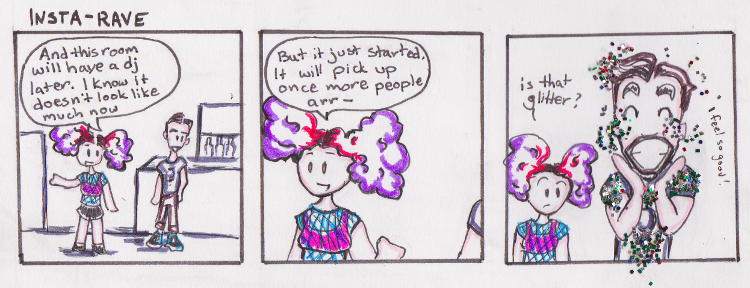 INSTA-RAVE
And this room
will have a dj
later. I know it
doesn't look like
much now
But it just started.
It will pick up
once more people
arr-
is that
glitter?
I feel so good!